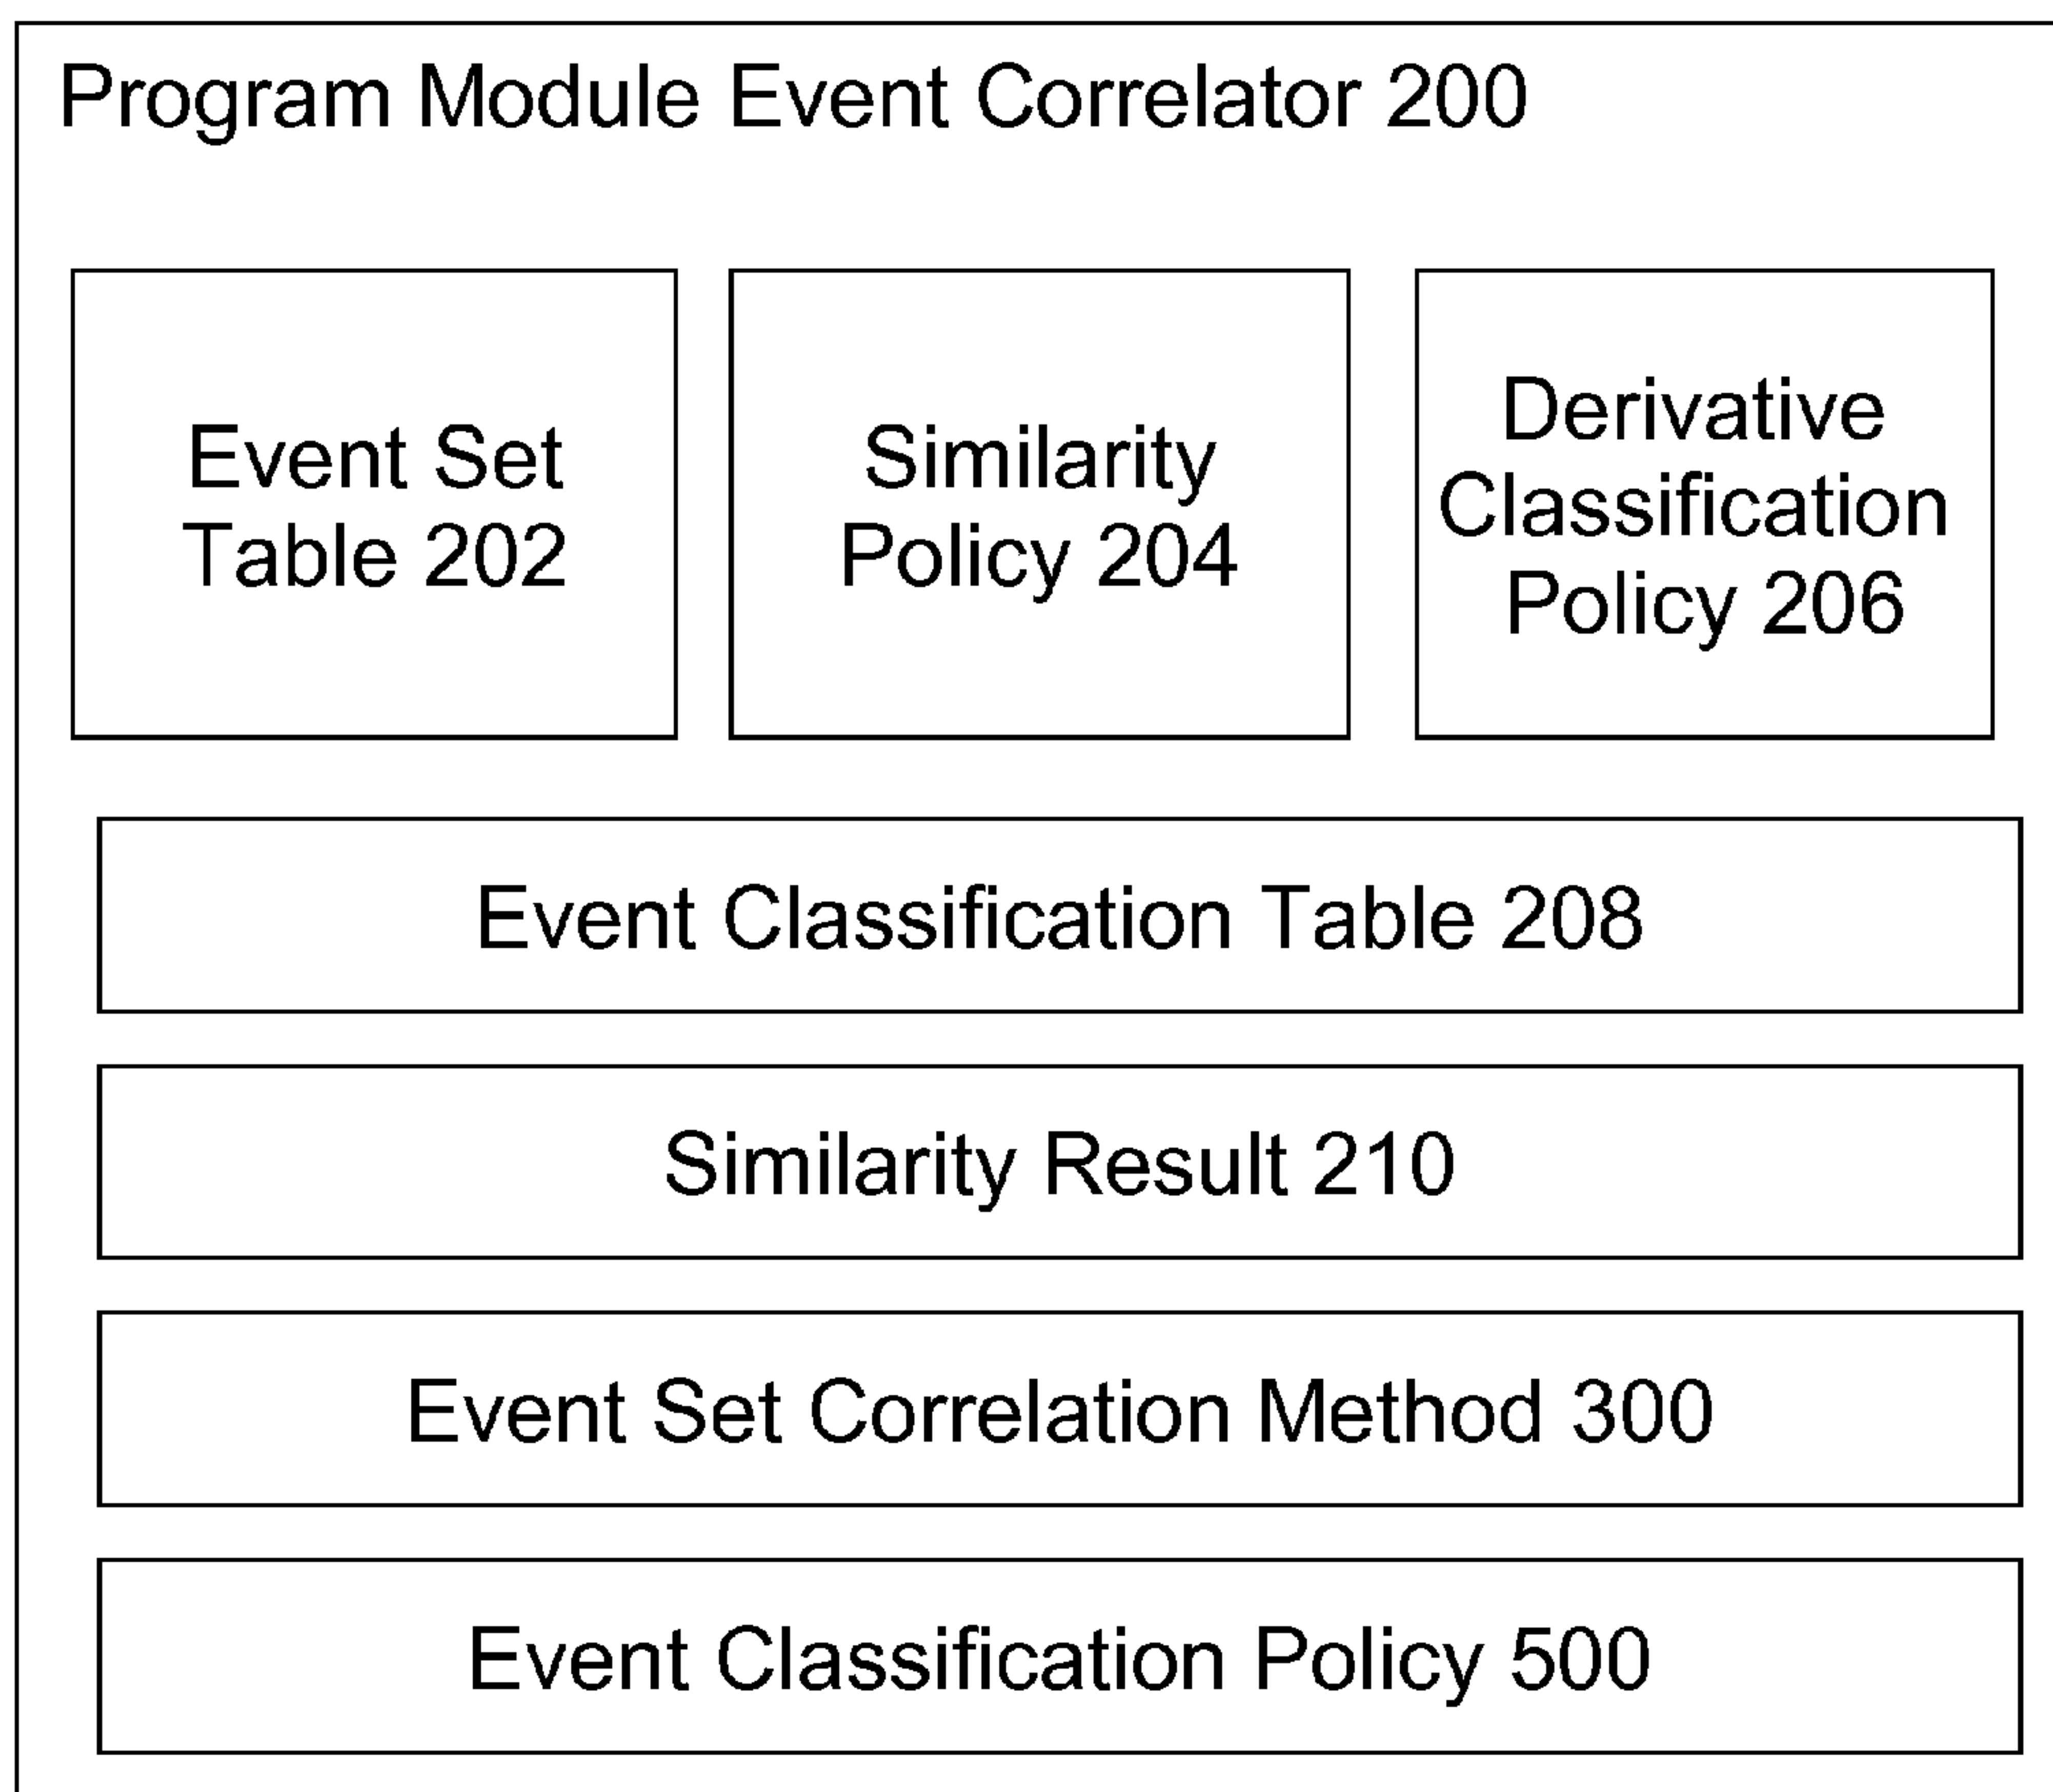 Program Module Event Correlator 200
Event Set
Table 202
Similarity
Policy 204
Derivative
Classification
Policy 206
Event Classification Table 208
Similarity Result 210
Event Set Correlation Method 300
Event Classification Policy 500